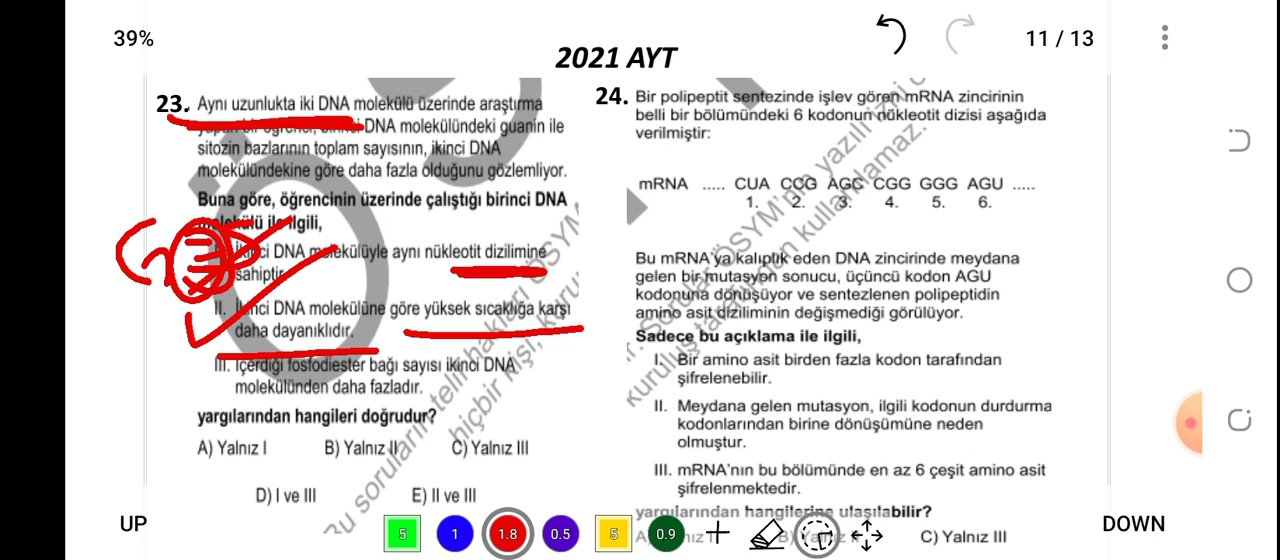 39%
11 / 13
2021 AYT
23. Aynı uzunlukta iki DNA molekülü üzerinde araştırma
yapan bir öğrenci, birinci DNA molekülündeki guanin ile
sitozin bazlarının toplam sayısının, ikinci DNA
molekülündekine göre daha fazla olduğunu gözlemliyor.
Buna göre, öğrencinin üzerinde çalıştığı birinci DNA
molekülü ile ilgili,
DNA molekülüyle aynı nükleotit dizilimine
sahiptir.
II. İkinci DNA molekülüne göre yüksek sıcaklığa karşı
daha dayanıklıdır.
III. İçerdiği fosfodiester bağı sayısı ikinci DNA
molekülünden daha fazladır.
yargılarından hangileri doğrudur?
A) Yalnız I B) Yalnız II C) Yalnız III
D) I ve III E) II ve III
24. Bir polipeptit sentezinde işlev gören mRNA zincirinin
belli bir bölümündeki 6 kodonun nükleotit dizisi aşağıda
verilmiştir:
mRNA ..... CUA CCG AGC CGG GGG AGU .....
1. 2. 3. 4. 5. 6.
Bu mRNA'ya kalıplık eden DNA zincirinde meydana
gelen bir mutasyon sonucu, üçüncü kodon AGU
kodonuna dönüşüyor ve sentezlenen polipeptidin
amino asit diziliminin değişmediği görülüyor.
Sadece bu açıklama ile ilgili,
I. Bir amino asit birden fazla kodon tarafından
şifrelenebilir.
II. Meydana gelen mutasyon, ilgili kodonun durdurma
kodonlarından birine dönüşümüne neden
olmuştur.
III. mRNA'nın bu bölümünde en az 6 çeşit amino asit
şifrelenmektedir.
yargılarından hangilerine ulaşılabilir?
C) Yalnız III
UP
5 1 1.8 0.5 5 0.9
DOWN